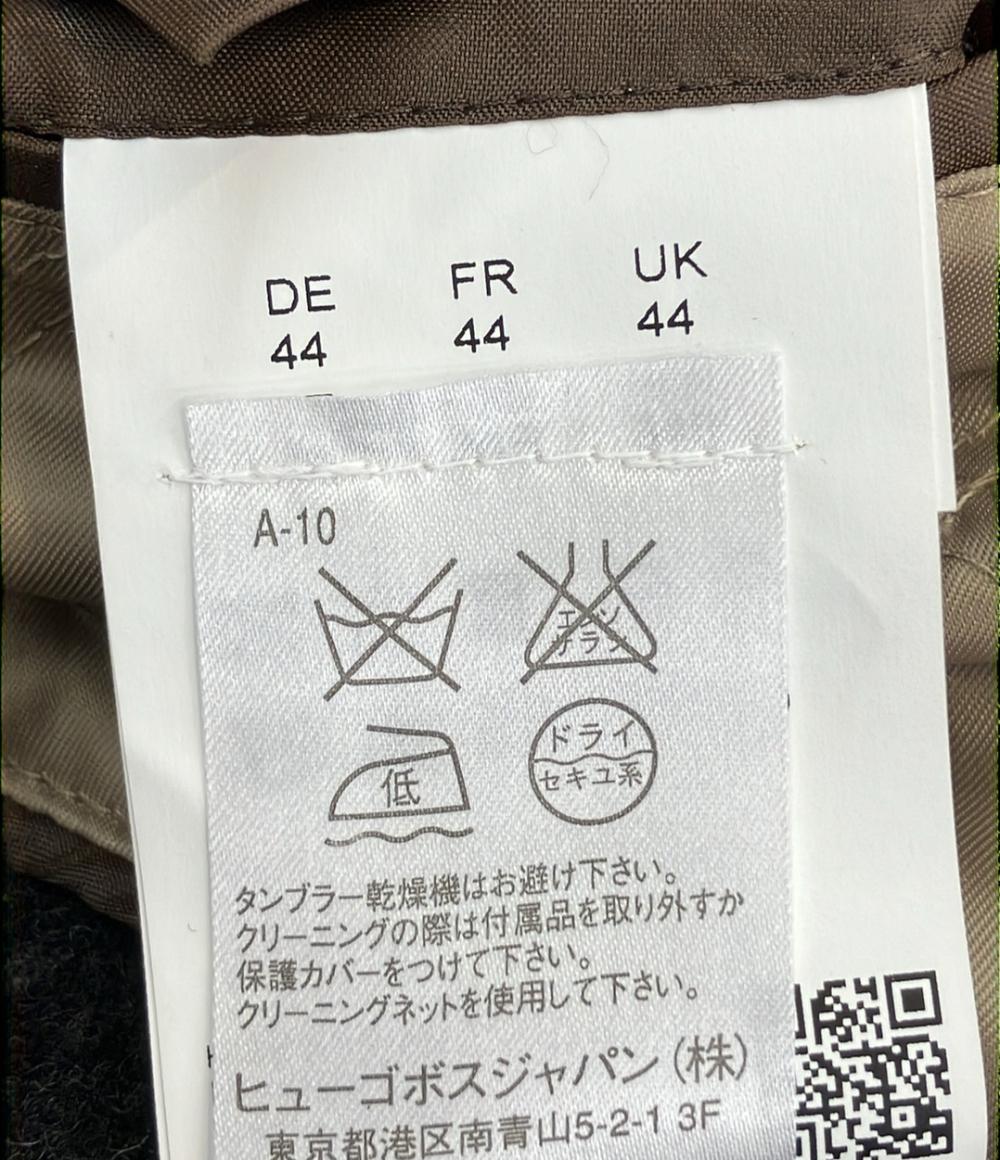 DE FR UK
44 44 44
A-10
エンソ
サラシ
低
ドライ
セキユ系
タンブラー乾燥機はお避け下さい。
クリーニングの際は付属品を取り外すか
保護カバーをつけて下さい。
クリーニングネットを使用して下さい。
ヒューゴボスジャパン(株)
東京都港区南青山5-2-1 3F